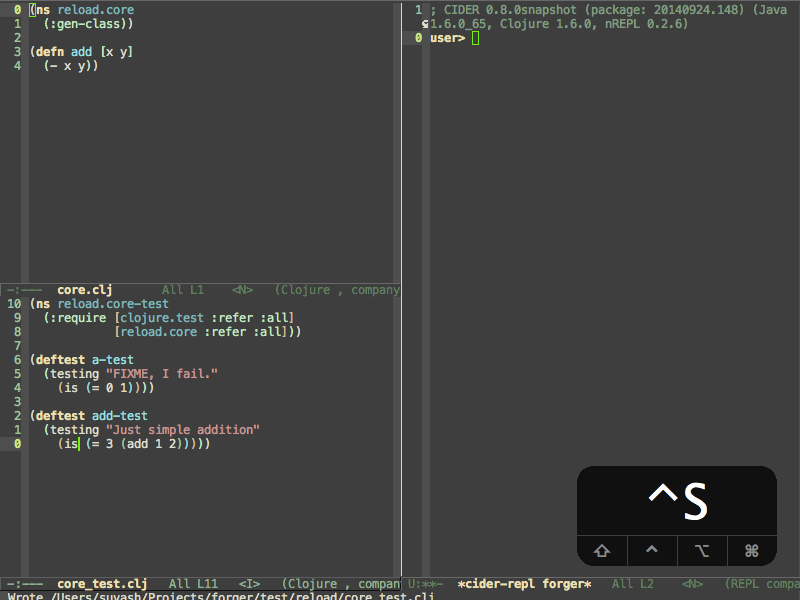 0 (ns reload.core
1   (:gen-class))
2
3 (defn add [x y]
4   (- x y))
-:--- core.clj All L1 <N> (Clojure , company
10 (ns reload.core-test
9   (:require [clojure.test :refer :all]
8             [reload.core :refer :all]))
7
6 (deftest a-test
5   (testing "FIXME, I fail."
4     (is (= 0 1))))
3
2 (deftest add-test
1   (testing "Just simple addition"
0     (is (= 3 (add 1 2)))))
-:--- core_test.clj All L11 <I> (Clojure , compan
1 ; CIDER 0.8.0snapshot (package: 20140924.148) (Java
1.6.0_65, Clojure 1.6.0, nREPL 0.2.6)
0 user>
^S
⇧ ^ ⌥ ⌘
U:**- *cider-repl forger* All L2 <N> (REPL compa
Wrote /Users/suyash/Projects/forger/test/reload/core_test.clj